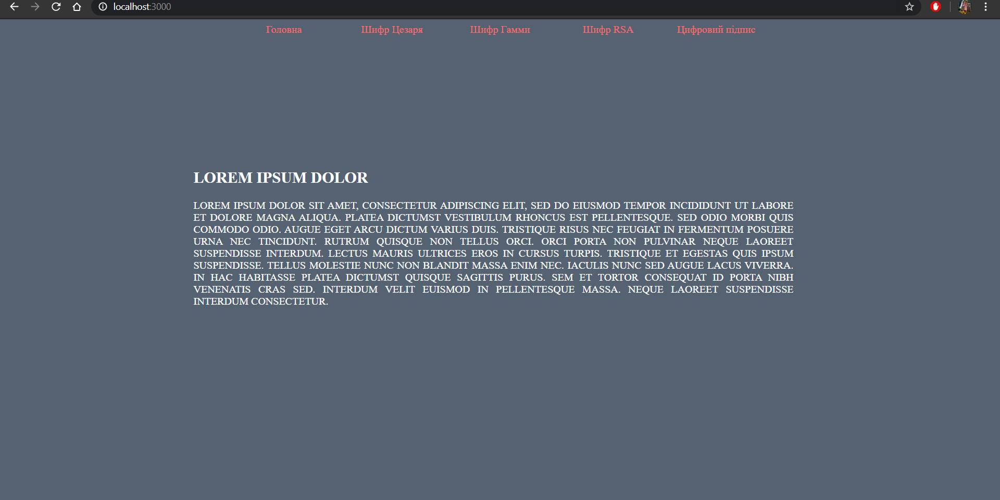 localhost:3000
Головна Шифр Цезаря Шифр Гамми Шифр RSA Цифровий підпис
LOREM IPSUM DOLOR
LOREM IPSUM DOLOR SIT AMET, CONSECTETUR ADIPISCING ELIT, SED DO EIUSMOD TEMPOR INCIDIDUNT UT LABORE
ET DOLORE MAGNA ALIQUA. PLATEA DICTUMST VESTIBULUM RHONCUS EST PELLENTESQUE. SED ODIO MORBI QUIS
COMMODO ODIO. AUGUE EGET ARCU DICTUM VARIUS DUIS. TRISTIQUE RISUS NEC FEUGIAT IN FERMENTUM POSUERE
URNA NEC TINCIDUNT. RUTRUM QUISQUE NON TELLUS ORCI. ORCI PORTA NON PULVINAR NEQUE LAOREET
SUSPENDISSE INTERDUM. LECTUS MAURIS ULTRICES EROS IN CURSUS TURPIS. TRISTIQUE ET EGESTAS QUIS IPSUM
SUSPENDISSE. TELLUS MOLESTIE NUNC NON BLANDIT MASSA ENIM NEC. IACULIS NUNC SED AUGUE LACUS VIVERRA.
IN HAC HABITASSE PLATEA DICTUMST QUISQUE SAGITTIS PURUS. SEM ET TORTOR CONSEQUAT ID PORTA NIBH
VENENATIS CRAS SED. INTERDUM VELIT EUISMOD IN PELLENTESQUE MASSA. NEQUE LAOREET SUSPENDISSE
INTERDUM CONSECTETUR.